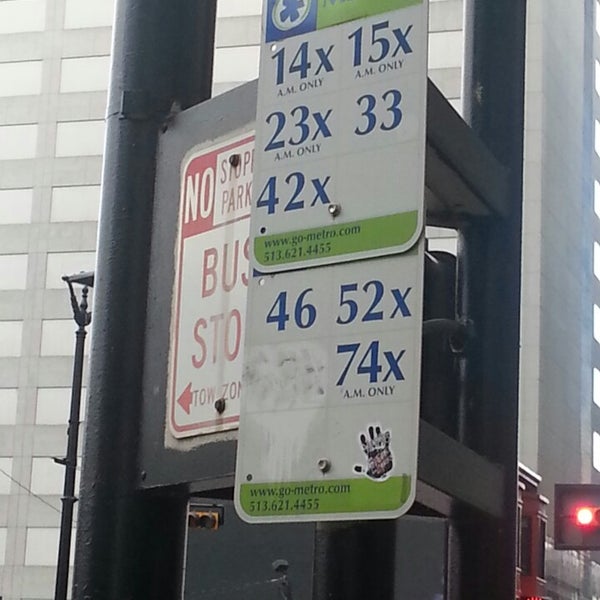 14x 15x
A.M. ONLY A.M. ONLY
23x 33
A.M. ONLY
42x
www.go-metro.com
513.621.4455
46 52x
74x
A.M. ONLY
www.go-metro.com
513.621.4455
NO
BUS
STO
TOW ZON